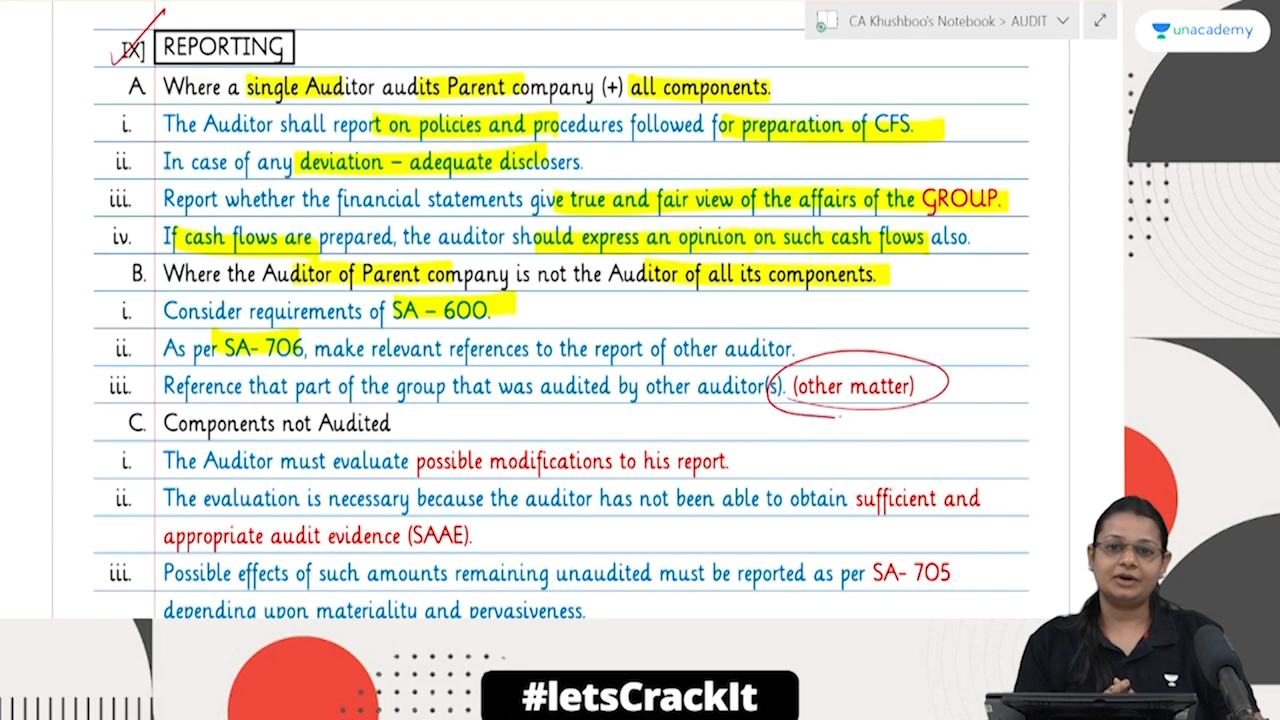 CA Khushboo's Notebook > AUDIT
unacademy
IX] REPORTING
A. Where a single Auditor audits Parent company (+) all components.
i. The Auditor shall report on policies and procedures followed for preparation of CFS.
ii. In case of any deviation – adequate disclosers.
iii. Report whether the financial statements give true and fair view of the affairs of the GROUP.
iv. If cash flows are prepared, the auditor should express an opinion on such cash flows also.
B. Where the Auditor of Parent company is not the Auditor of all its components.
i. Consider requirements of SA – 600.
ii. As per SA- 706, make relevant references to the report of other auditor.
iii. Reference that part of the group that was audited by other auditor(s). (other matter)
C. Components not Audited
i. The Auditor must evaluate possible modifications to his report.
ii. The evaluation is necessary because the auditor has not been able to obtain sufficient and
appropriate audit evidence (SAAE).
iii. Possible effects of such amounts remaining unaudited must be reported as per SA- 705
depending upon materiality and pervasiveness.
#letsCrackIt